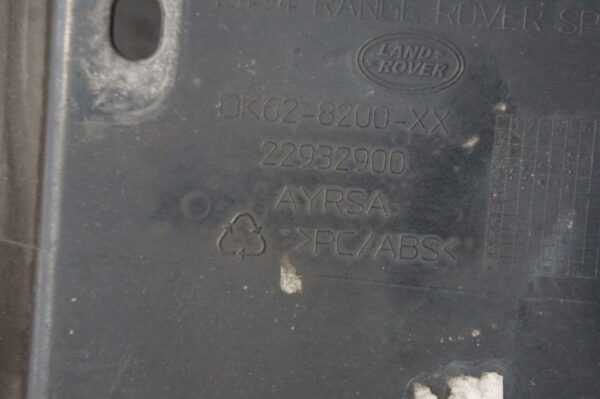 RANGE ROVER SP
LAND-
ROVER
DK62-8200-XX
22932900
AYRSA
>PC/ABS<